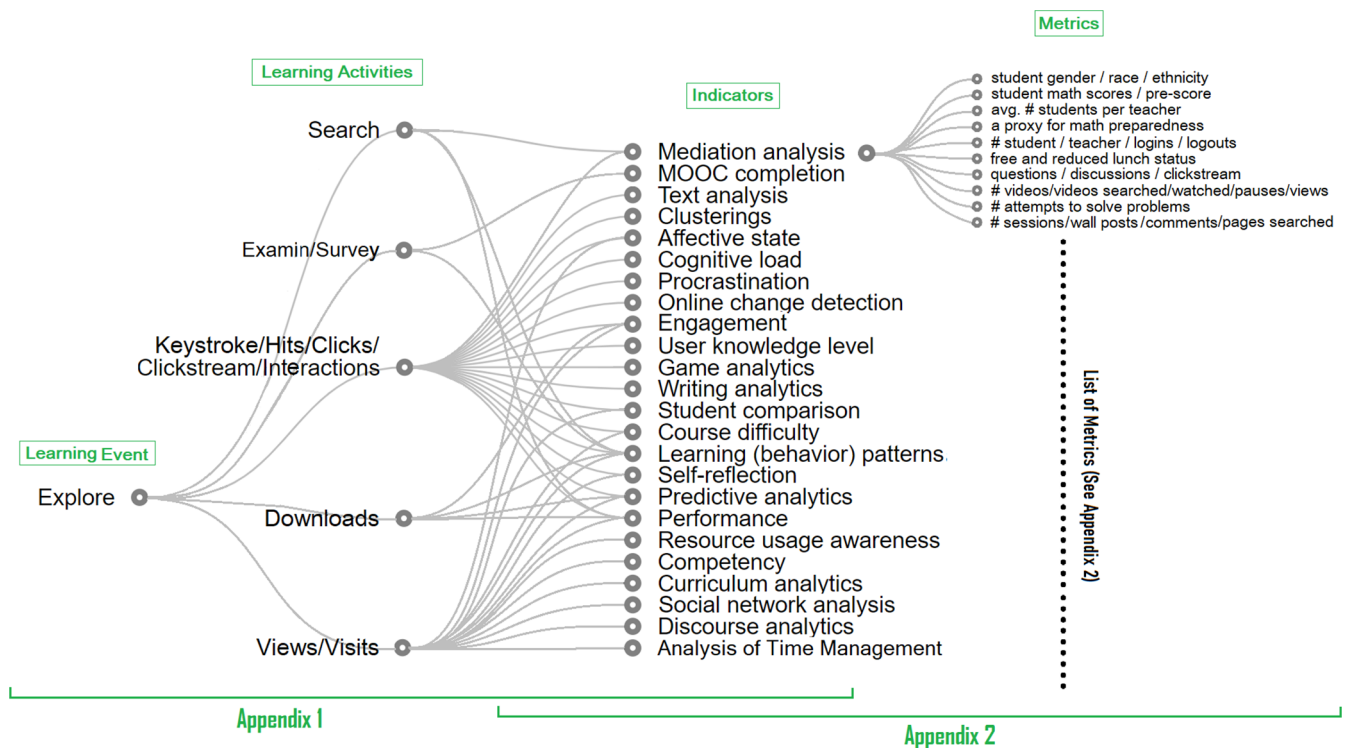 Metrics
Learning Activities
Indicators
student gender / race / ethnicity
student math scores / pre-score
avg. # students per teacher
a proxy for math preparedness
# student / teacher / logins / logouts
free and reduced lunch status
questions / discussions / clickstream
# videos/videos searched/watched/pauses/views
# attempts to solve problems
# sessions/wall posts/comments/pages searched
Search
Examin/Survey
Keystroke/Hits/Clicks/
Clickstream/Interactions
Downloads
Views/Visits
Learning Event
Explore
Mediation analysis
MOOC completion
Text analysis
Clusterings
Affective state
Cognitive load
Procrastination
Online change detection
Engagement
User knowledge level
Game analytics
Writing analytics
Student comparison
Course difficulty
Learning (behavior) patterns.
Self-reflection
Predictive analytics
Performance
Resource usage awareness
Competency
Curriculum analytics
Social network analysis
Discourse analytics
Analysis of Time Management
List of Metrics (See Appendix 2)
Appendix 1
Appendix 2